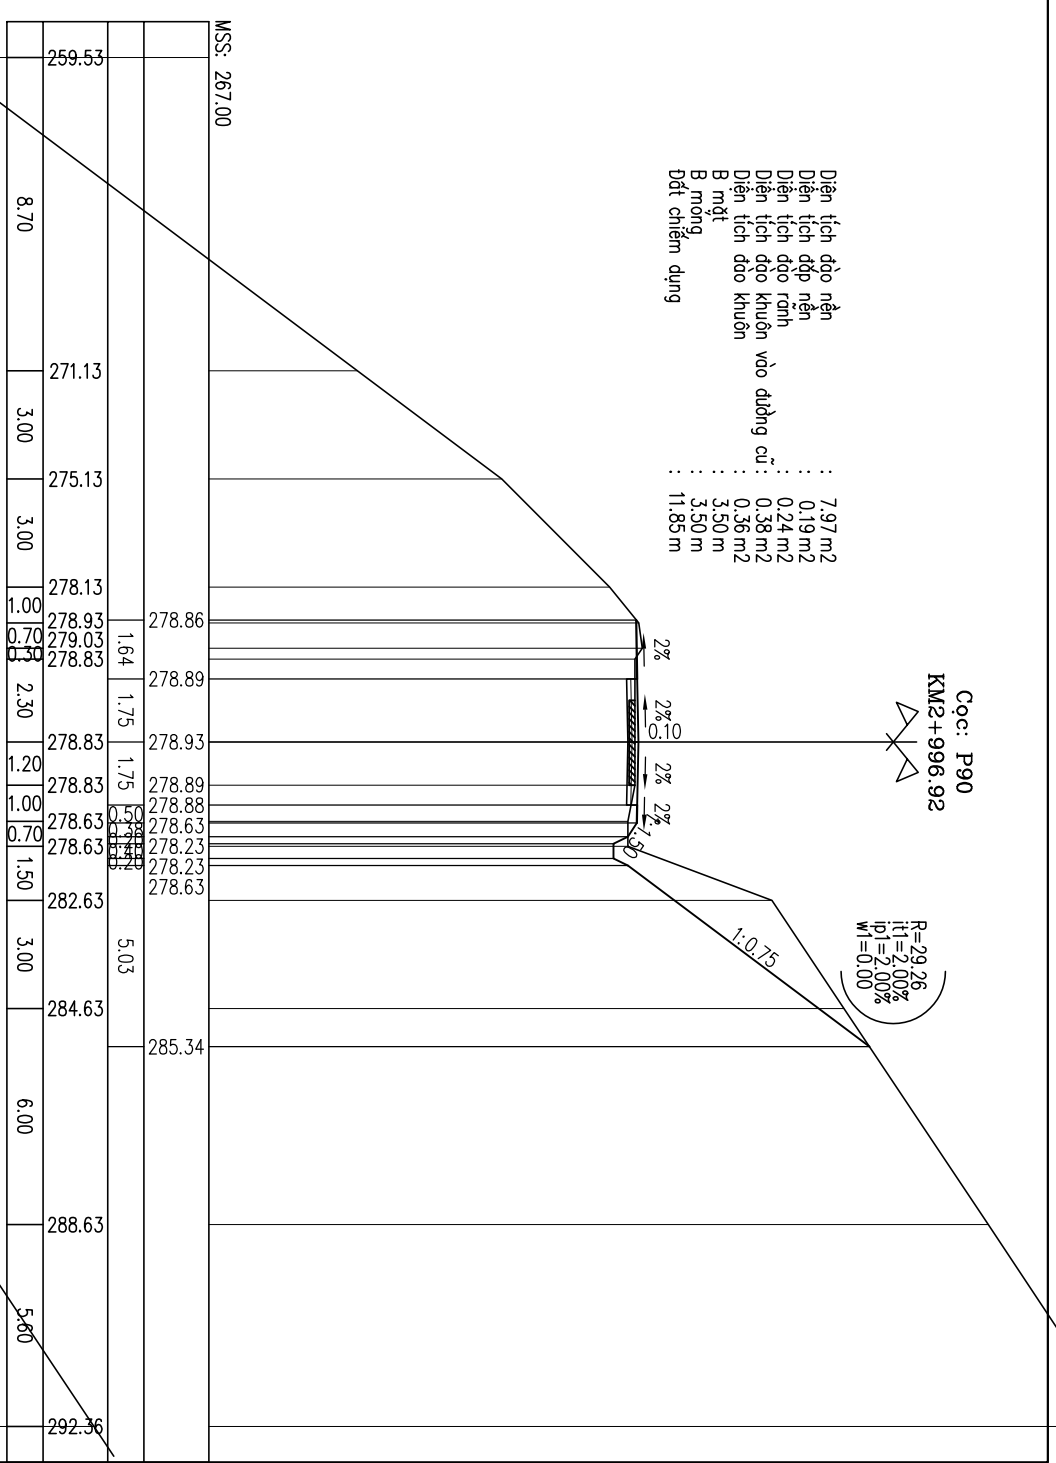 Cọc: P90
KM2+996.92
Diện tích đào nền : 7.97 m2
Diện tích đắp nền : 0.19 m2
Diện tích đào rãnh : 0.24 m2
Diện tích đào khuôn vào đường cũ : 0.38 m2
Diện tích đào khuôn : 0.36 m2
B mặt : 3.50 m
B móng : 3.50 m
Đất chiếm dụng : 11.85 m
R=29.26
it1=2.00%
ip1=2.00%
w1=0.00
2% 2% 0.10 2% 2%
1:0.75
MSS: 267.00
278.86 278.89 278.93 278.89 278.88 278.63 278.23 278.23 278.63 285.34
1.64 1.75 1.75 0.50 0.20 5.03
259.53 271.13 275.13 278.13 278.93 279.03 278.83 278.83 278.83 278.63 278.63 282.63 284.63 288.63 292.36
8.70 3.00 3.00 1.00 0.70 0.30 2.30 1.20 1.00 0.70 1.50 3.00 6.00 5.60